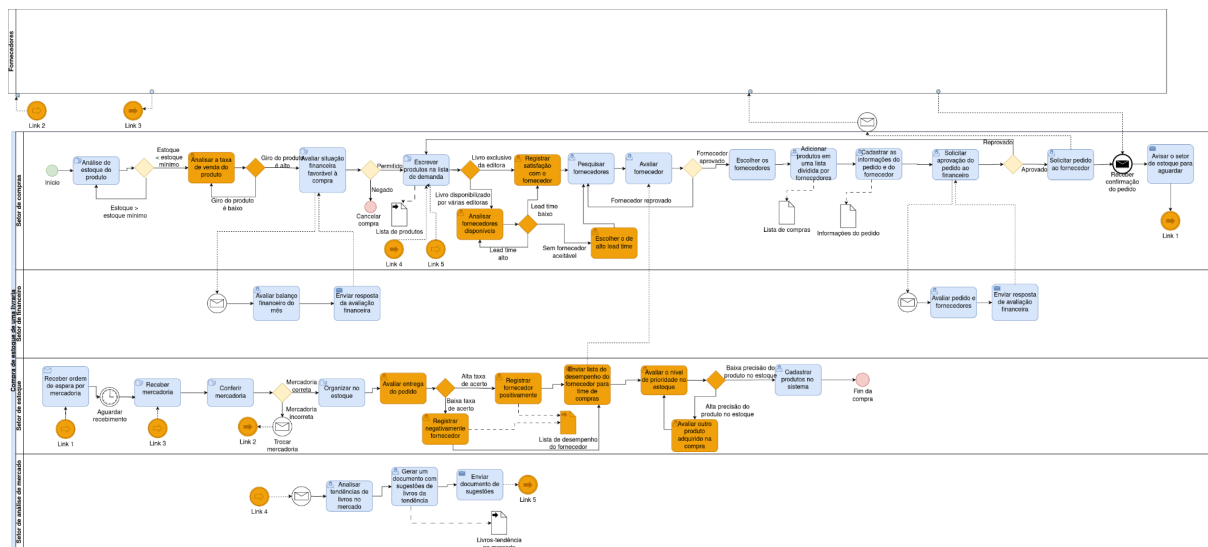 Fornecedores
Link 2
Link 3
Compra de estoque de uma livraria
Setor de compras
Início
Análise de
estoque do
produto
Estoque
< estoque
mínimo
Estoque >
estoque mínimo
Analisar a taxa
de venda do
produto
Giro do produto
é alto
Giro do produto
é baixo
Avaliar situação
financeira
favorável à
compra
Permitido
Negado
Cancelar
compra
Escrever
produtos na lista
de demanda
Lista de produtos
Link 4
Link 5
Livro exclusivo
da editora
Livro disponibilizado
por várias editoras
Registrar
satisfação
com o
fornecedor
Analisar
fornecedores
disponíveis
Lead time
baixo
Lead time
alto
Sem fornecedor
aceitável
Escolher o de
alto lead time
Pesquisar
fornecedores
Avaliar
fornecedor
Fornecedor
aprovado
Fornecedor reprovado
Escolher os
fornecedores
Adicionar
produtos em uma
lista dividida por
fornecedores
Lista de compras
Cadastrar as
informações do
pedido e do
fornecedor
Informações do pedido
Solicitar
aprovação do
pedido ao
financeiro
Reprovado
Aprovado
Solicitar pedido
ao fornecedor
Receber
confirmação
do pedido
Avisar o setor
de estoque para
aguardar
Link 1
Setor de financeiro
Avaliar balanço
financeiro do
mês
Enviar resposta
da avaliação
financeira
Avaliar pedido e
fornecedores
Enviar resposta
de avaliação
financeira
Setor de estoque
Receber ordem
de espera por
mercadoria
Link 1
Aguardar
recebimento
Receber
mercadoria
Link 3
Conferir
mercadoria
Mercadoria
correta
Mercadoria
incorreta
Link 2
Trocar
mercadoria
Organizar no
estoque
Avaliar entrega
do pedido
Alta taxa
de acerto
Baixa taxa
de acerto
Registrar
fornecedor
positivamente
Registrar
negativamente
fornecedor
Lista de desempenho
do fornecedor
Enviar lista do
desempenho do
fornecedor para
time de
compras
Avaliar o nível
de prioridade no
estoque
Baixa precisão do
produto no estoque
Alta precisão
do produto no estoque
Avaliar outro
produto
adquirido na
compra
Cadastrar
produtos no
sistema
Fim da
compra
Setor de análise de mercado
Link 4
Analisar
tendências de
livros no
mercado
Gerar um
documento com
sugestões de
livros da
tendência
Livros-tendência
no mercado
Enviar
documento de
sugestões
Link 5